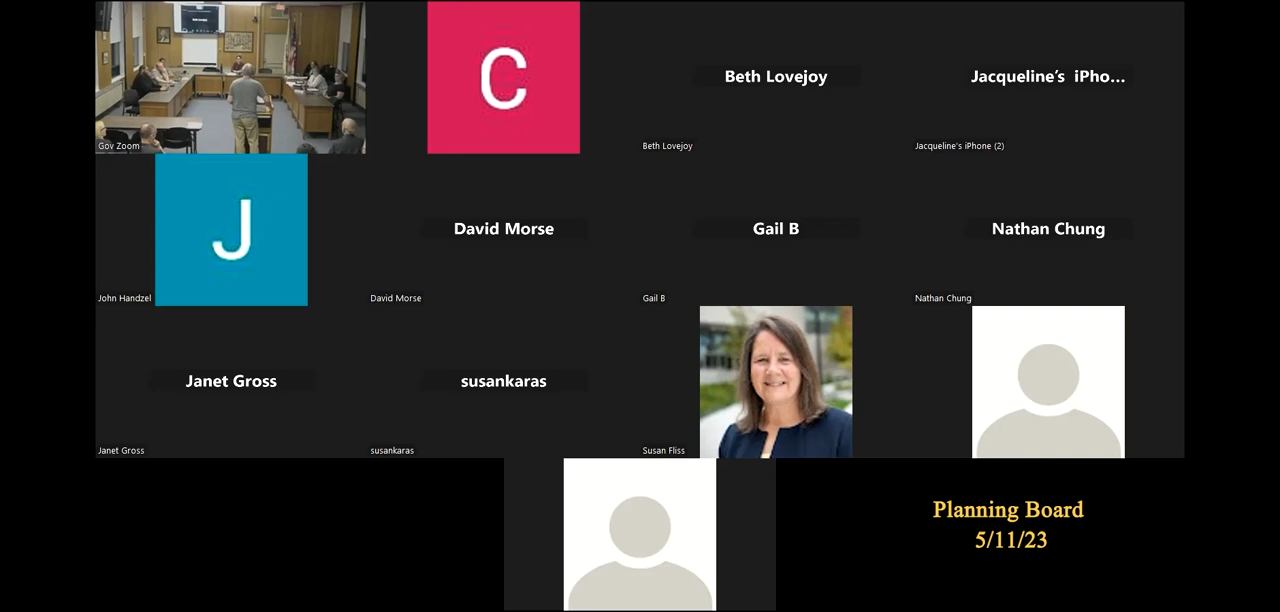 C
Beth Lovejoy
Jacqueline's iPho...
Gov Zoom
Beth Lovejoy
Jacqueline's iPhone (2)
J
David Morse
Gail B
Nathan Chung
John Handzel
David Morse
Gail B
Nathan Chung
Janet Gross
susankaras
Janet Gross
susankaras
Susan Fliss
Planning Board
5/11/23